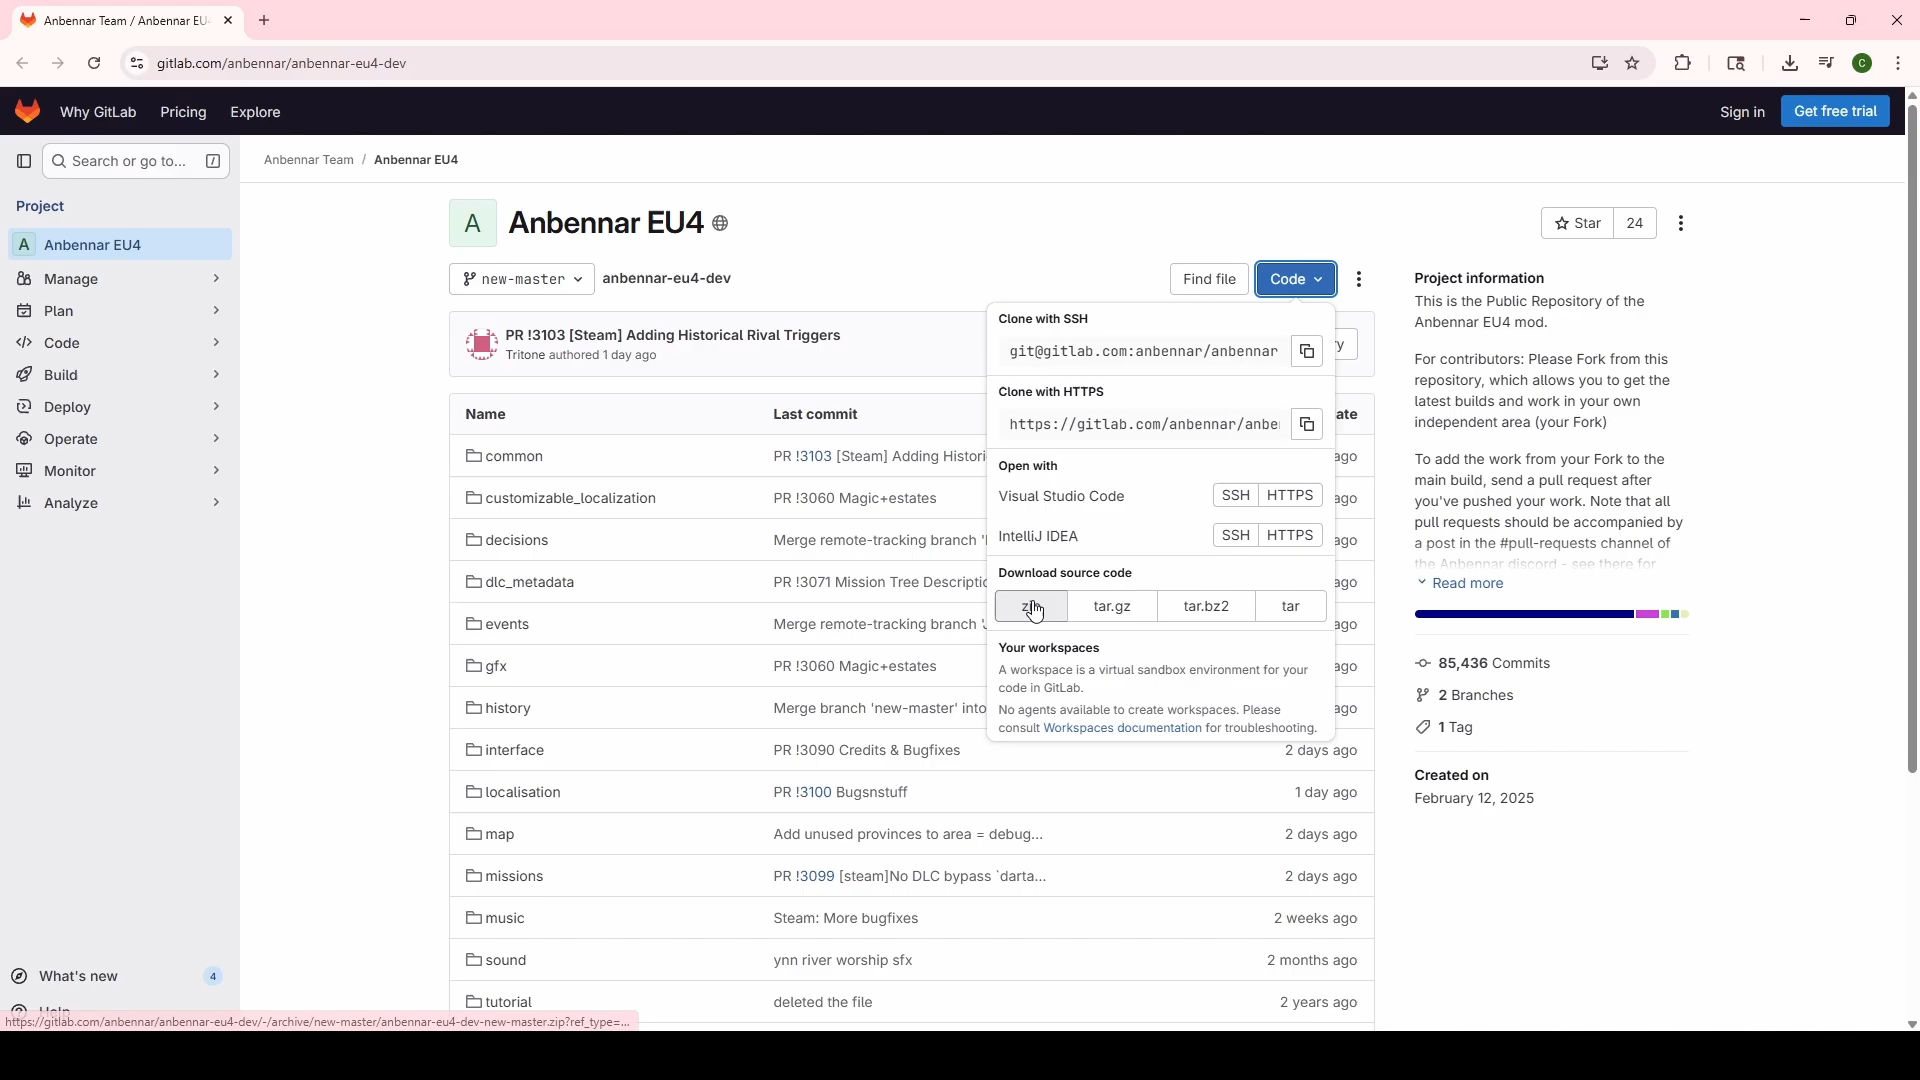 Anbennar Team / Anbennar EU4
gitlab.com/anbennar/anbennar-eu4-dev
C
Why GitLab
Pricing
Explore
Sign in
Get free trial
Search or go to...
/
Anbennar Team / Anbennar EU4
Project
A Anbennar EU4
Manage
Plan
Code
Build
Deploy
Operate
Monitor
Analyze
What's new
4
Help
A
Anbennar EU4
Star
24
new-master
anbennar-eu4-dev
Find file
Code
PR !3103 [Steam] Adding Historical Rival Triggers
Tritone authored 1 day ago
Clone with SSH
git@gitlab.com:anbennar/anbennar
Clone with HTTPS
https://gitlab.com/anbennar/anbe
Open with
Visual Studio Code
SSH
HTTPS
IntelliJ IDEA
SSH
HTTPS
Download source code
zip
tar.gz
tar.bz2
tar
Your workspaces
A workspace is a virtual sandbox environment for your
code in GitLab.
No agents available to create workspaces. Please
consult Workspaces documentation for troubleshooting.
Name
Last commit
common
PR !3103 [Steam] Adding Histori
ago
customizable_localization
PR !3060 Magic+estates
ago
decisions
Merge remote-tracking branch
ago
dlc_metadata
PR !3071 Mission Tree Descriptic
ago
events
Merge remote-tracking branch
ago
gfx
PR !3060 Magic+estates
ago
history
Merge branch 'new-master' into
ago
interface
PR !3090 Credits & Bugfixes
2 days ago
localisation
PR !3100 Bugsnstuff
1 day ago
map
Add unused provinces to area = debug...
2 days ago
missions
PR !3099 [steam]No DLC bypass `darta...
2 days ago
music
Steam: More bugfixes
2 weeks ago
sound
ynn river worship sfx
2 months ago
tutorial
deleted the file
2 years ago
Project information
This is the Public Repository of the
Anbennar EU4 mod.
For contributors: Please Fork from this
repository, which allows you to get the
latest builds and work in your own
independent area (your Fork)
To add the work from your Fork to the
main build, send a pull request after
you've pushed your work. Note that all
pull requests should be accompanied by
a post in the #pull-requests channel of
the Anbennar discord - see there for
Read more
85,436 Commits
2 Branches
1 Tag
Created on
February 12, 2025
https://gitlab.com/anbennar/anbennar-eu4-dev/-/archive/new-master/anbennar-eu4-dev-new-master.zip?ref_type=...